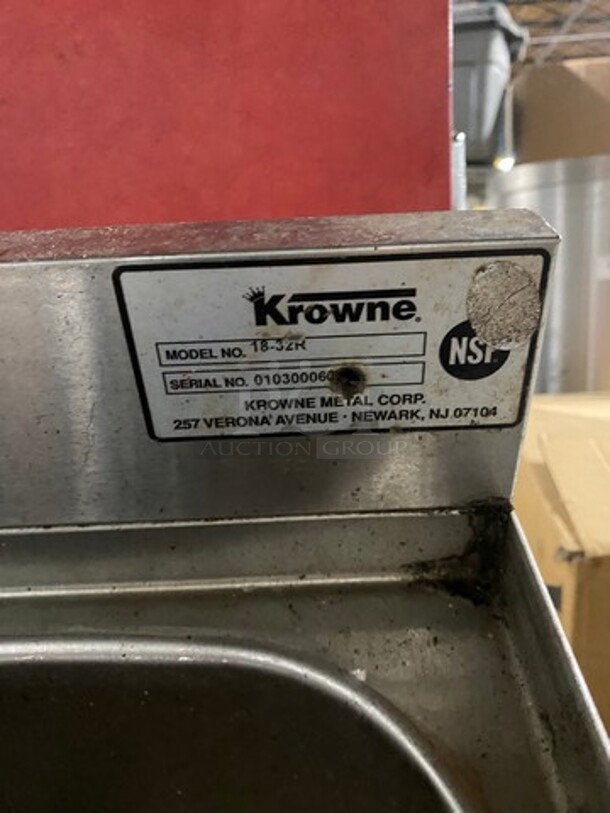 Krowne®
MODEL NO. 18-32R
SERIAL NO. 010300060
NSF
KROWNE METAL CORP.
257 VERONA AVENUE · NEWARK, NJ 07104
AUCTION GROUP